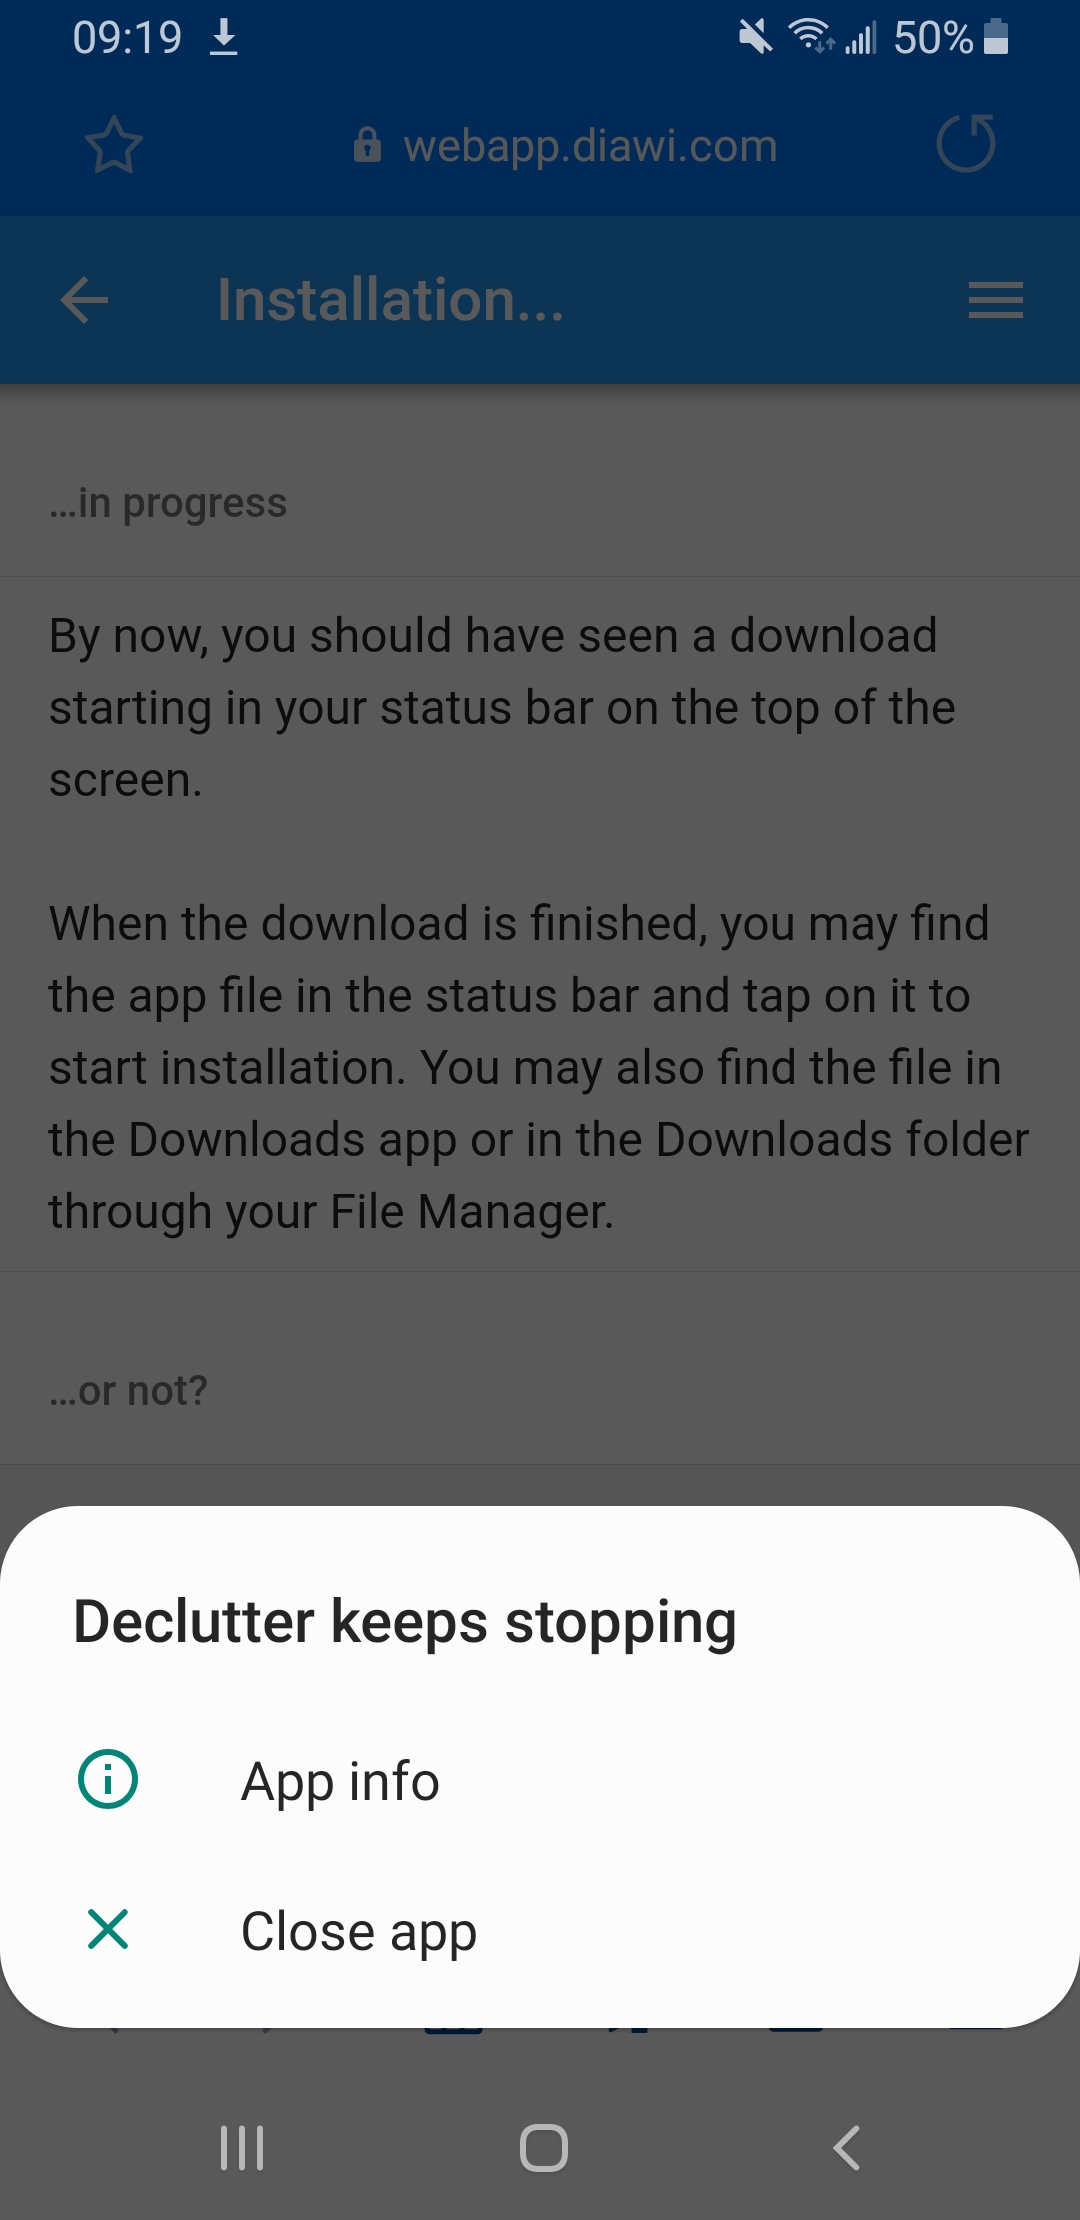 09:19
50%
webapp.diawi.com
Installation...
...in progress
By now, you should have seen a download
starting in your status bar on the top of the
screen.
When the download is finished, you may find
the app file in the status bar and tap on it to
start installation. You may also find the file in
the Downloads app or in the Downloads folder
through your File Manager.
...or not?
Declutter keeps stopping
App info
Close app